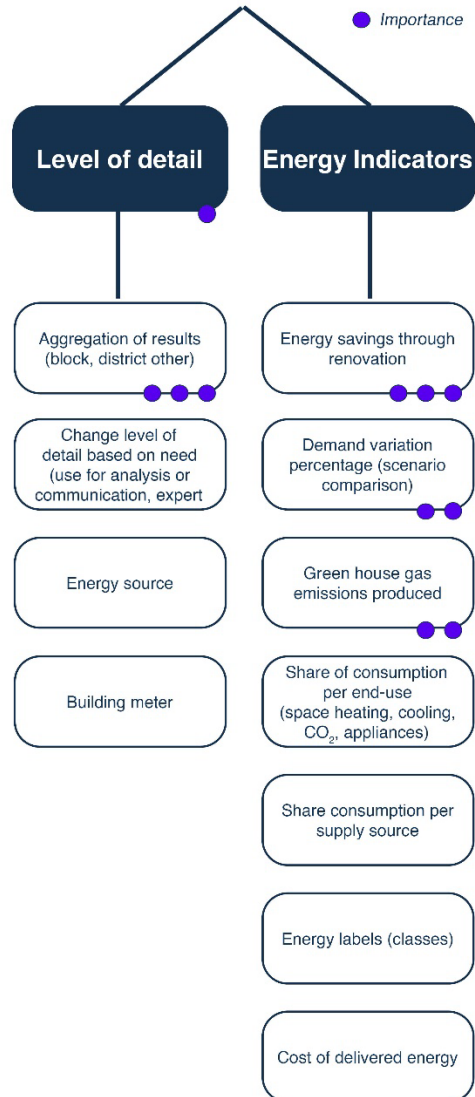 Importance
Level of detail
Aggregation of results
(block, district other)
Change level of
detail based on need
(use for analysis or
communication, expert
Energy source
Building meter
Energy Indicators
Energy savings through
renovation
Demand variation
percentage (scenario
comparison)
Green house gas
emissions produced
Share of consumption
per end-use
(space heating, cooling,
CO₂, appliances)
Share consumption per
supply source
Energy labels (classes)
Cost of delivered energy